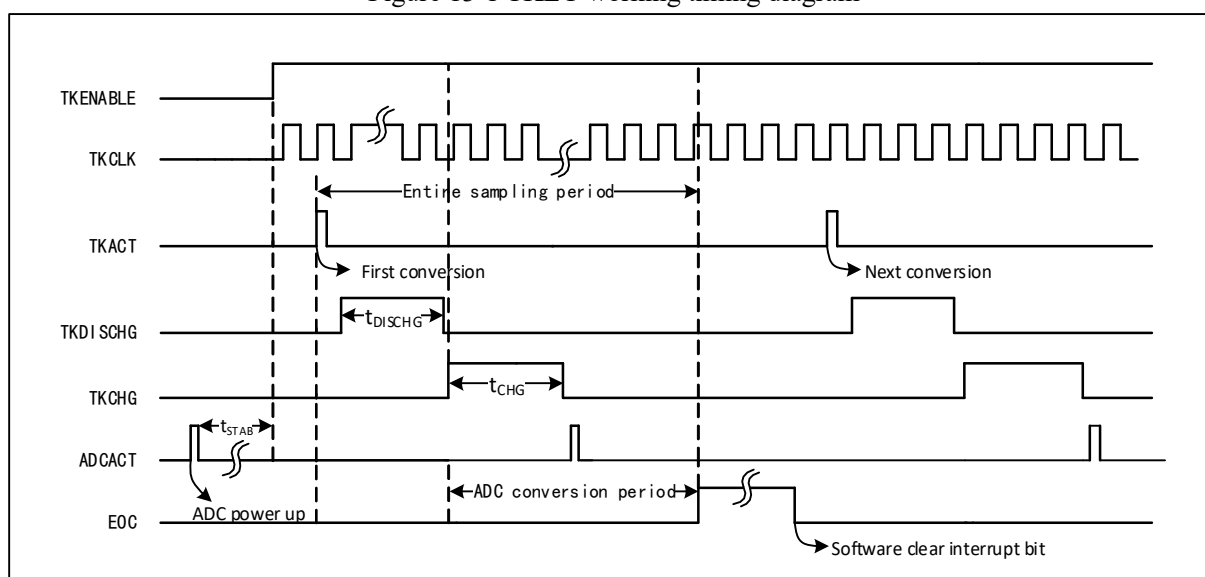 TKENABLE
TKCLK
Entire sampling period
TKACT
First conversion
Next conversion
tDISCHG
TKDISCHG
tCHG
TKCHG
tSTAB
ADCACT
ADC conversion period
ADC power up
EOC
Software clear interrupt bit